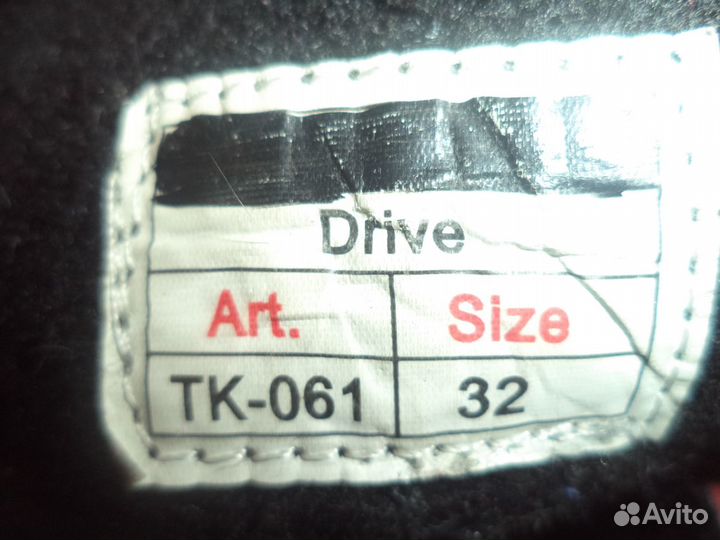 Drive
Art. Size
TK-061 32
Avito